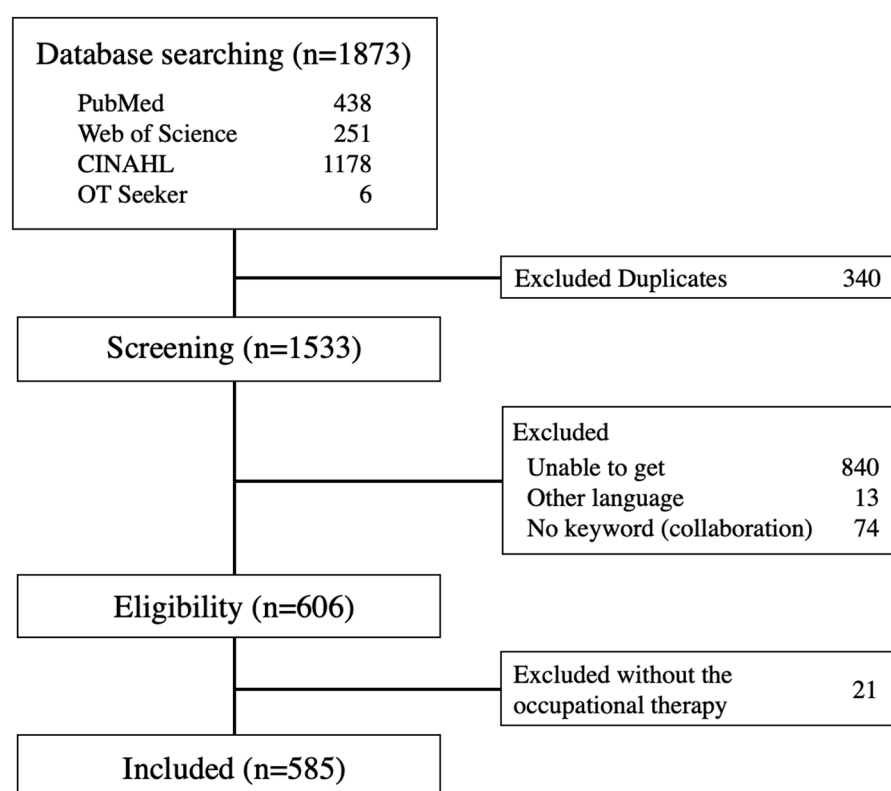 Database searching (n=1873)
PubMed 438
Web of Science 251
CINAHL 1178
OT Seeker 6
Excluded Duplicates 340
Screening (n=1533)
Excluded
Unable to get 840
Other language 13
No keyword (collaboration) 74
Eligibility (n=606)
Excluded without the
occupational therapy 21
Included (n=585)